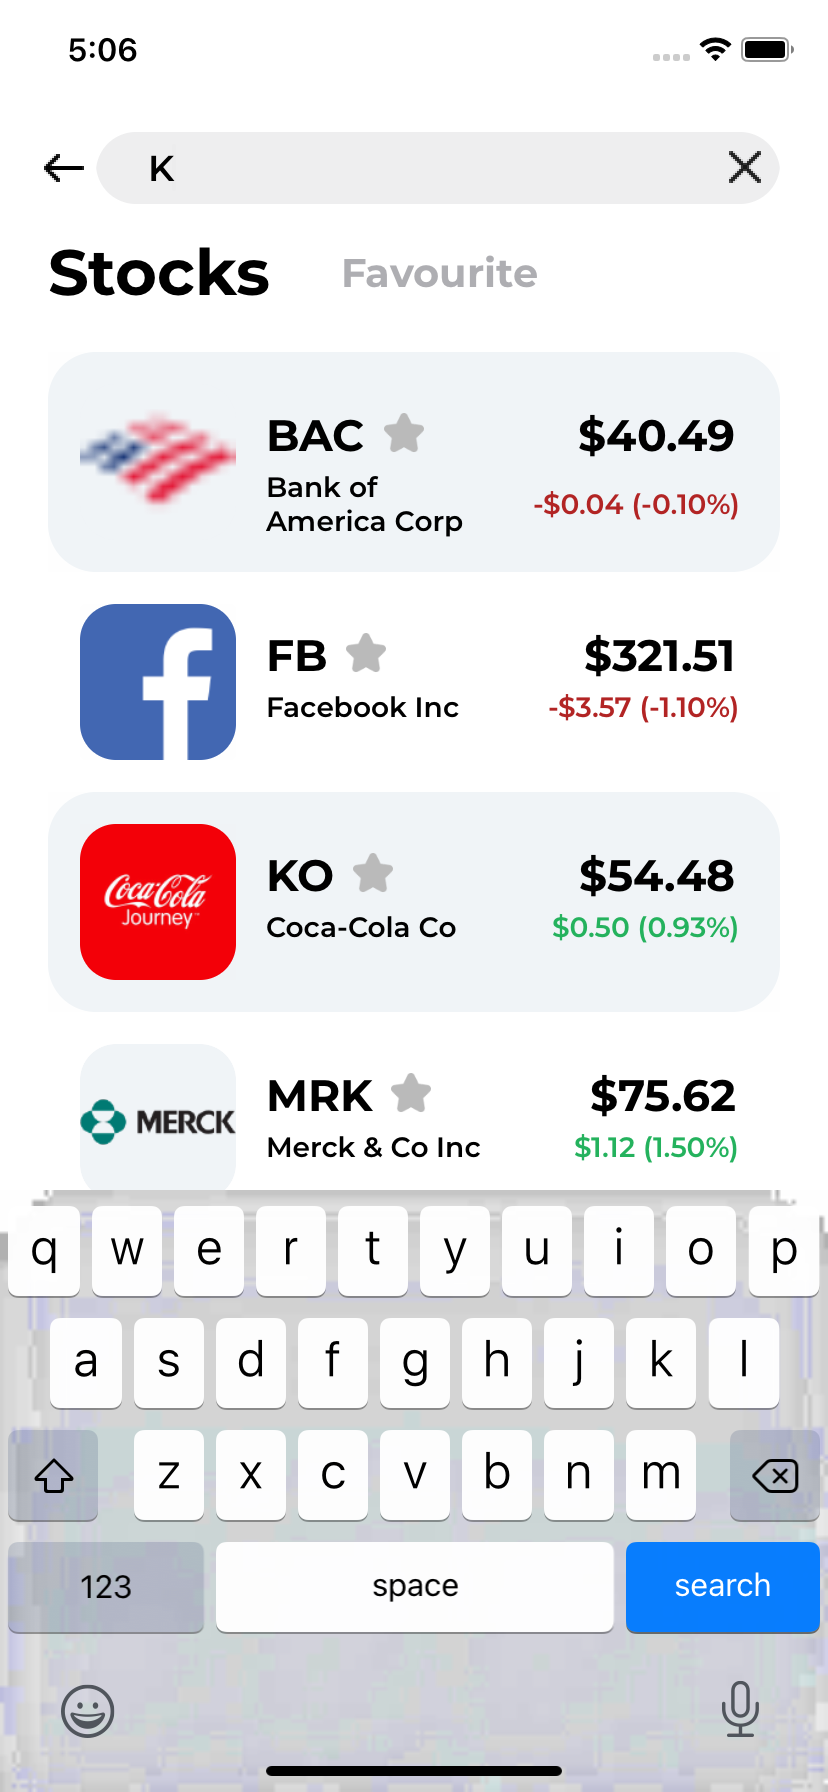 5:06
K
Stocks Favourite
BAC $40.49
Bank of
America Corp
-$0.04 (-0.10%)
FB $321.51
Facebook Inc -$3.57 (-1.10%)
Coca-Cola
Journey™
KO $54.48
Coca-Cola Co $0.50 (0.93%)
MERCK
MRK $75.62
Merck & Co Inc $1.12 (1.50%)
q w e r t y u i o p
a s d f g h j k l
z x c v b n m
123 space search